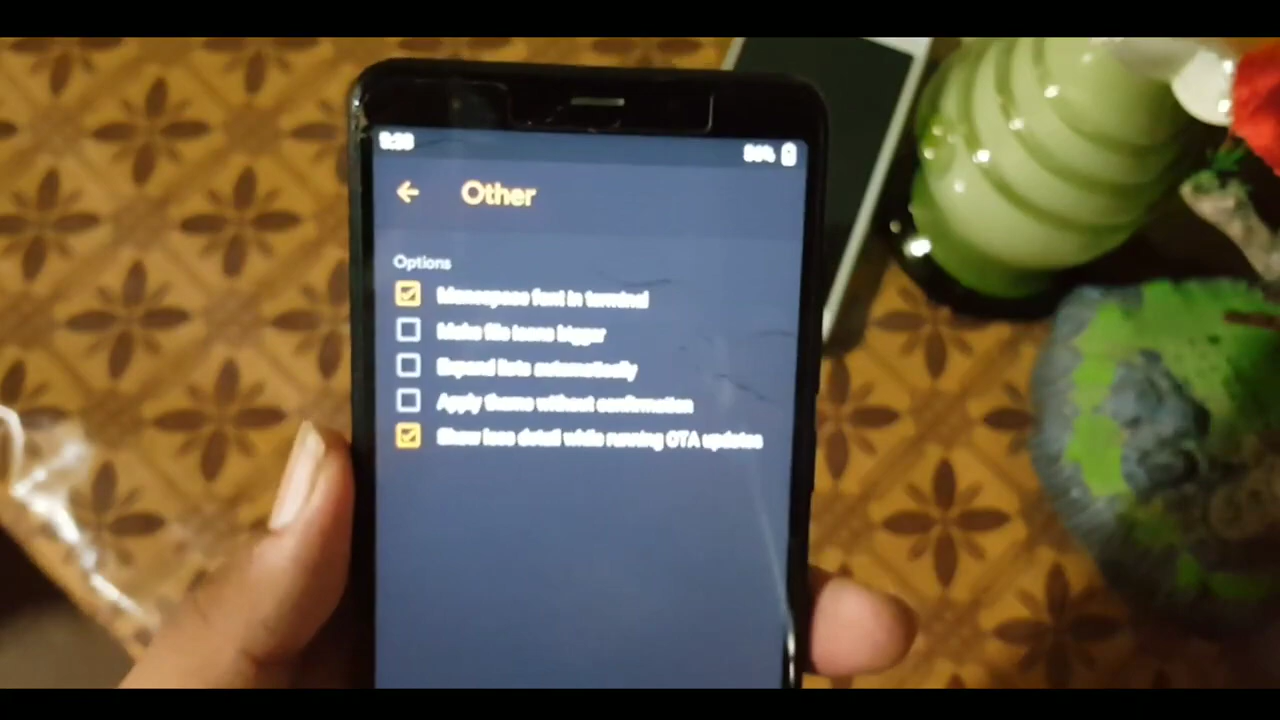 Other
Options
Monospace font in terminal
Make file icons bigger
Expand lists automatically
Apply theme without confirmation
Show less detail while running OTA updates